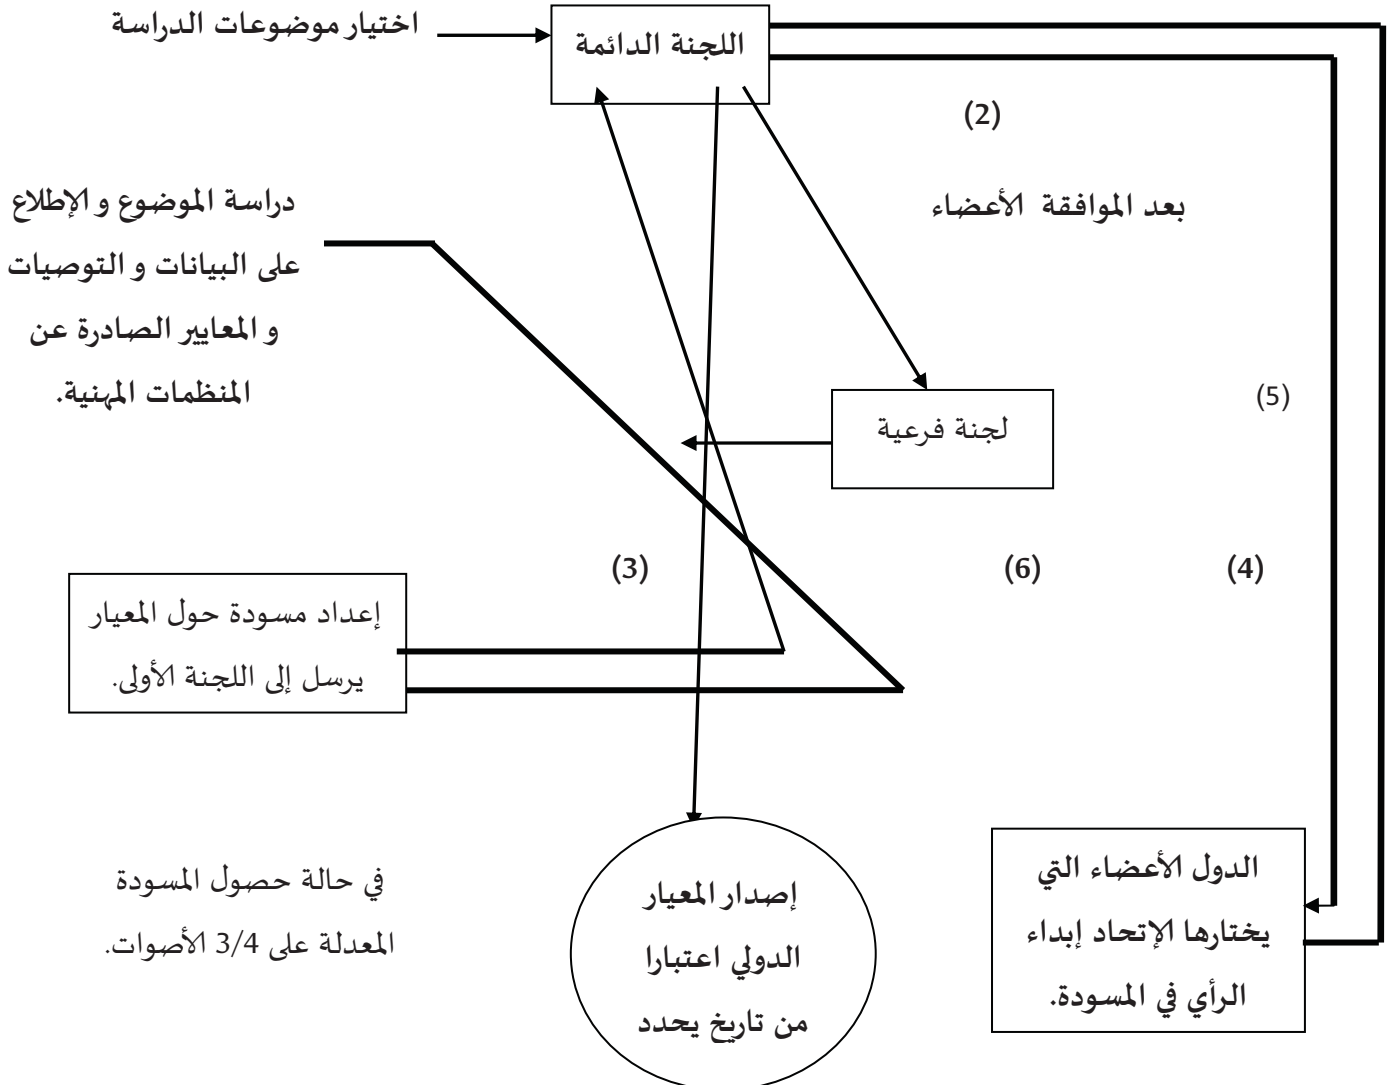 اختيار موضوعات الدراسة
اللجنة الدائمة
(2)
بعد الموافقة الأعضاء
دراسة الموضوع و الإطلاع
على البيانات و التوصيات
و المعايير الصادرة عن
المنظمات المهنية.
(5)
لجنة فرعية
(3)
(6)
(4)
إعداد مسودة حول المعيار
يرسل إلى اللجنة الأولى.
في حالة حصول المسودة
المعدلة على 3/4 الأصوات.
إصدار المعيار
الدولي اعتبارا
من تاريخ يحدد
الدول الأعضاء التي
يختارها الإتحاد إبداء
الرأي في المسودة.